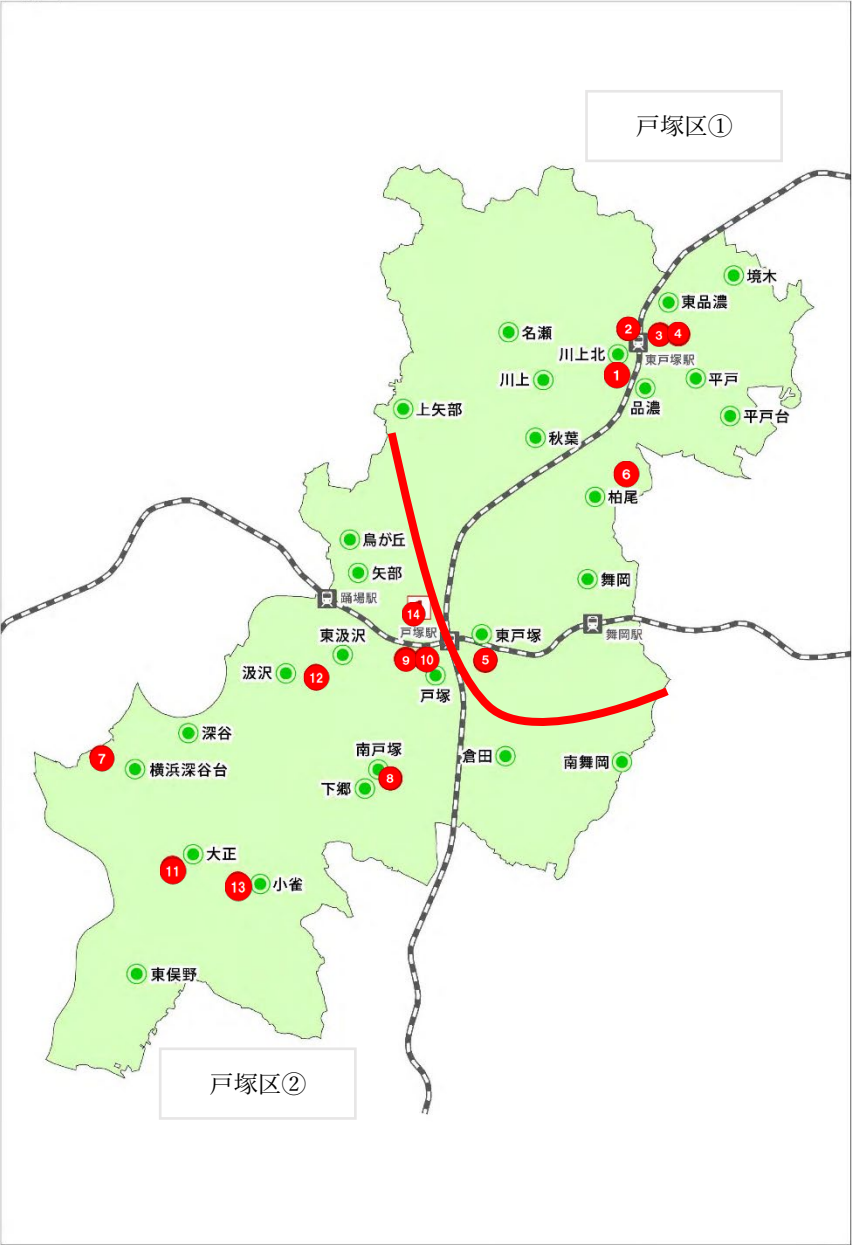 戸塚区①
境木
東品濃
2
3
4
名瀬
川上北
東戸塚駅
川上
1
平戸
品濃
上矢部
平戸台
秋葉
6
柏尾
鳥が丘
矢部
舞岡
踊場駅
14
戸塚駅
東戸塚
舞岡駅
東汲沢
9
10
5
汲沢
12
戸塚
深谷
南戸塚
倉田
南舞岡
7
横浜深谷台
8
下郷
大正
11
13
小雀
東俣野
戸塚区②